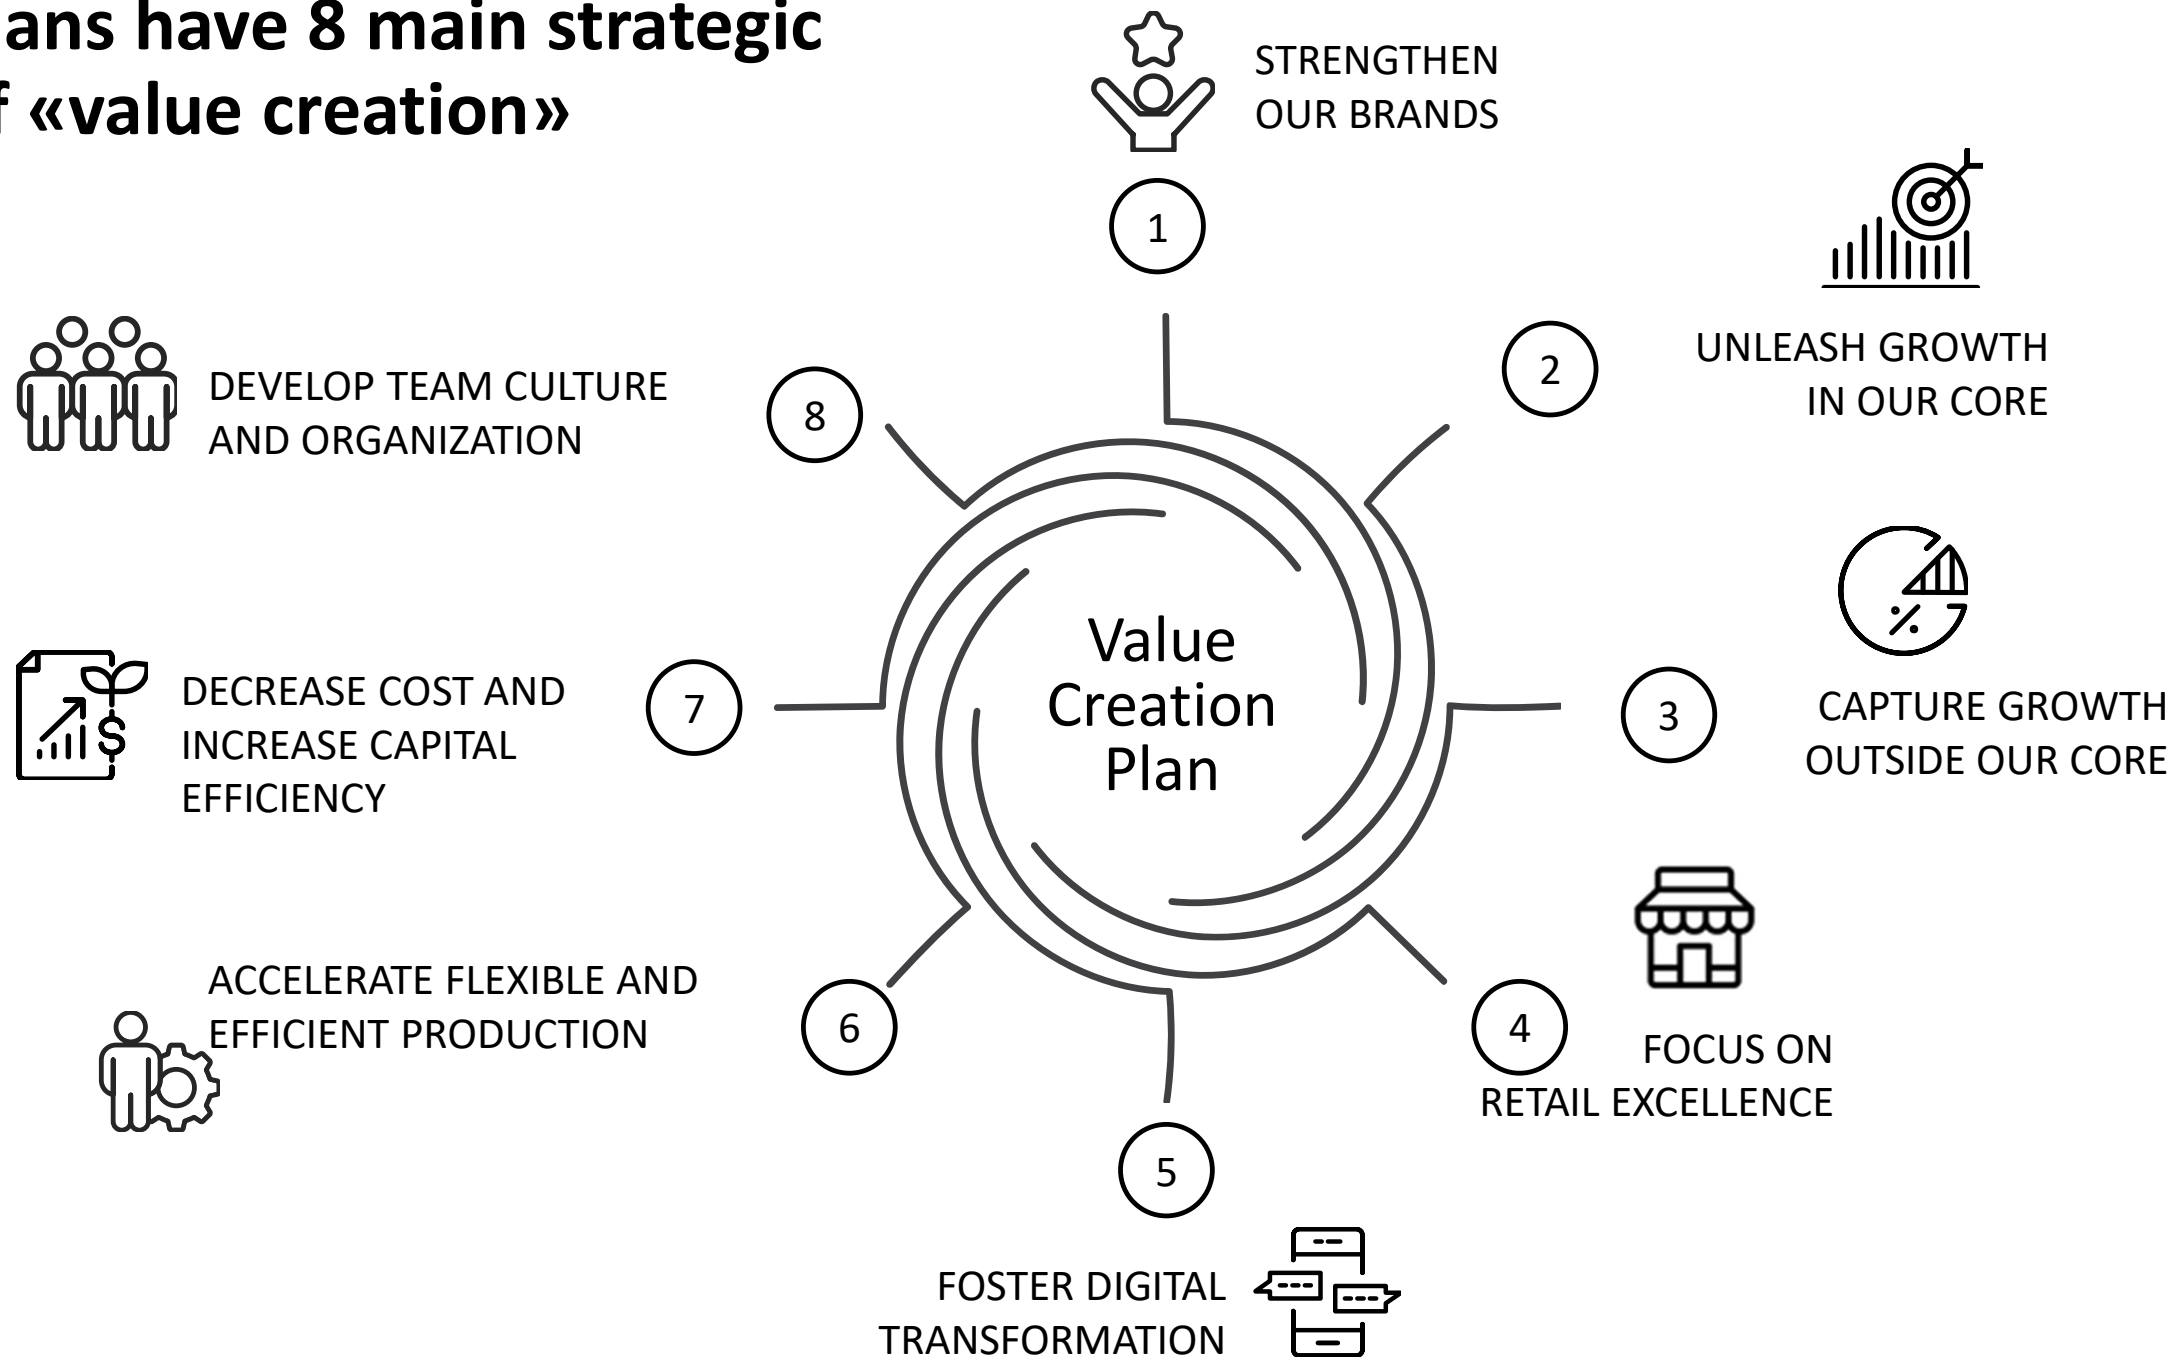 ans have 8 main strategic
f «value creation»
STRENGTHEN
OUR BRANDS
1
2
UNLEASH GROWTH
IN OUR CORE
3
CAPTURE GROWTH
OUTSIDE OUR CORE
4
FOCUS ON
RETAIL EXCELLENCE
5
FOSTER DIGITAL
TRANSFORMATION
6
ACCELERATE FLEXIBLE AND
EFFICIENT PRODUCTION
7
DECREASE COST AND
INCREASE CAPITAL
EFFICIENCY
8
DEVELOP TEAM CULTURE
AND ORGANIZATION
Value
Creation
Plan